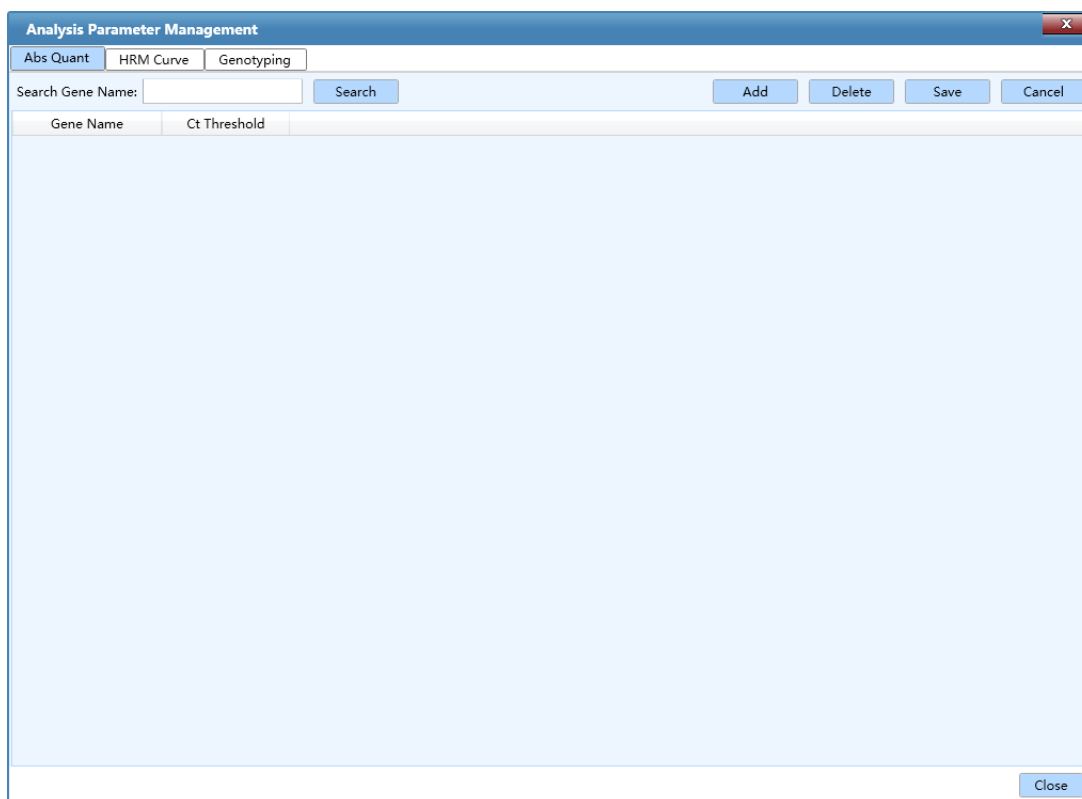 Analysis Parameter Management
X
Abs Quant HRM Curve Genotyping
Search Gene Name: Search Add Delete Save Cancel
Gene Name Ct Threshold
Close